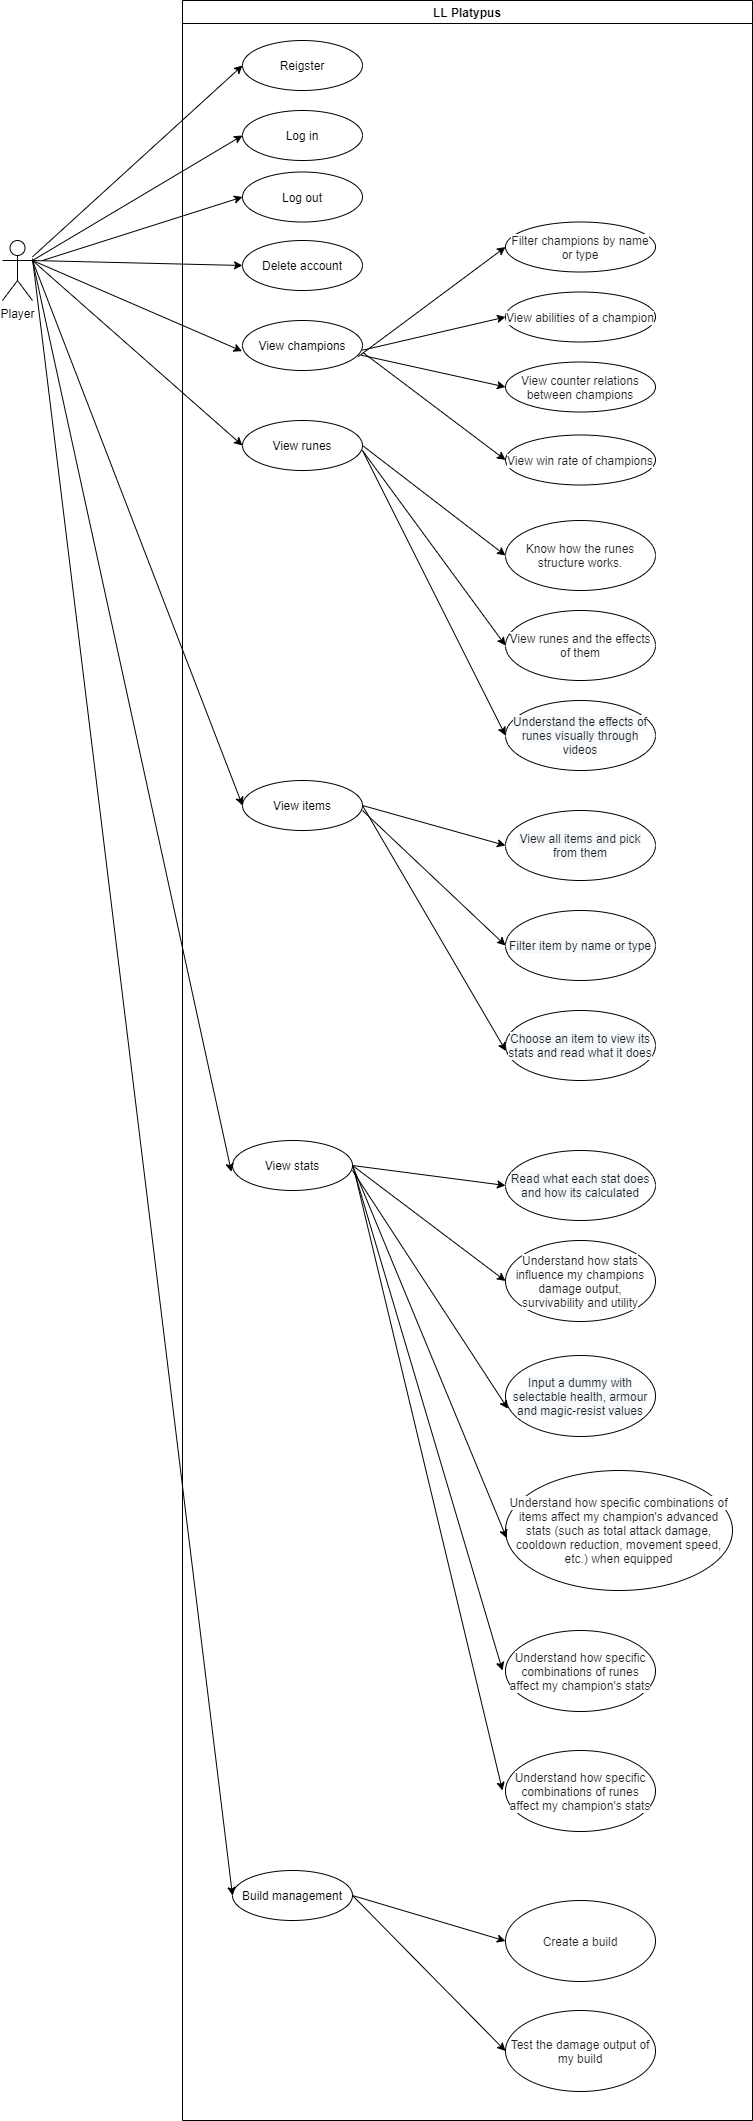 LL Platypus
Reigster
Log in
Log out
Delete account
Player
View champions
Filter champions by name
or type
View abilities of a champion
View counter relations
between champions
View win rate of champions
View runes
Know how the runes
structure works.
View runes and the effects
of them
Understand the effects of
runes visually through
videos
View items
View all items and pick
from them
Filter item by name or type
Choose an item to view its
stats and read what it does
View stats
Read what each stat does
and how its calculated
Understand how stats
influence my champions
damage output,
survivability and utility
Input a dummy with
selectable health, armour
and magic-resist values
Understand how specific combinations of
items affect my champion's advanced
stats (such as total attack damage,
cooldown reduction, movement speed,
etc.) when equipped
Understand how specific
combinations of runes
affect my champion's stats
Understand how specific
combinations of runes
affect my champion's stats
Build management
Create a build
Test the damage output of
my build